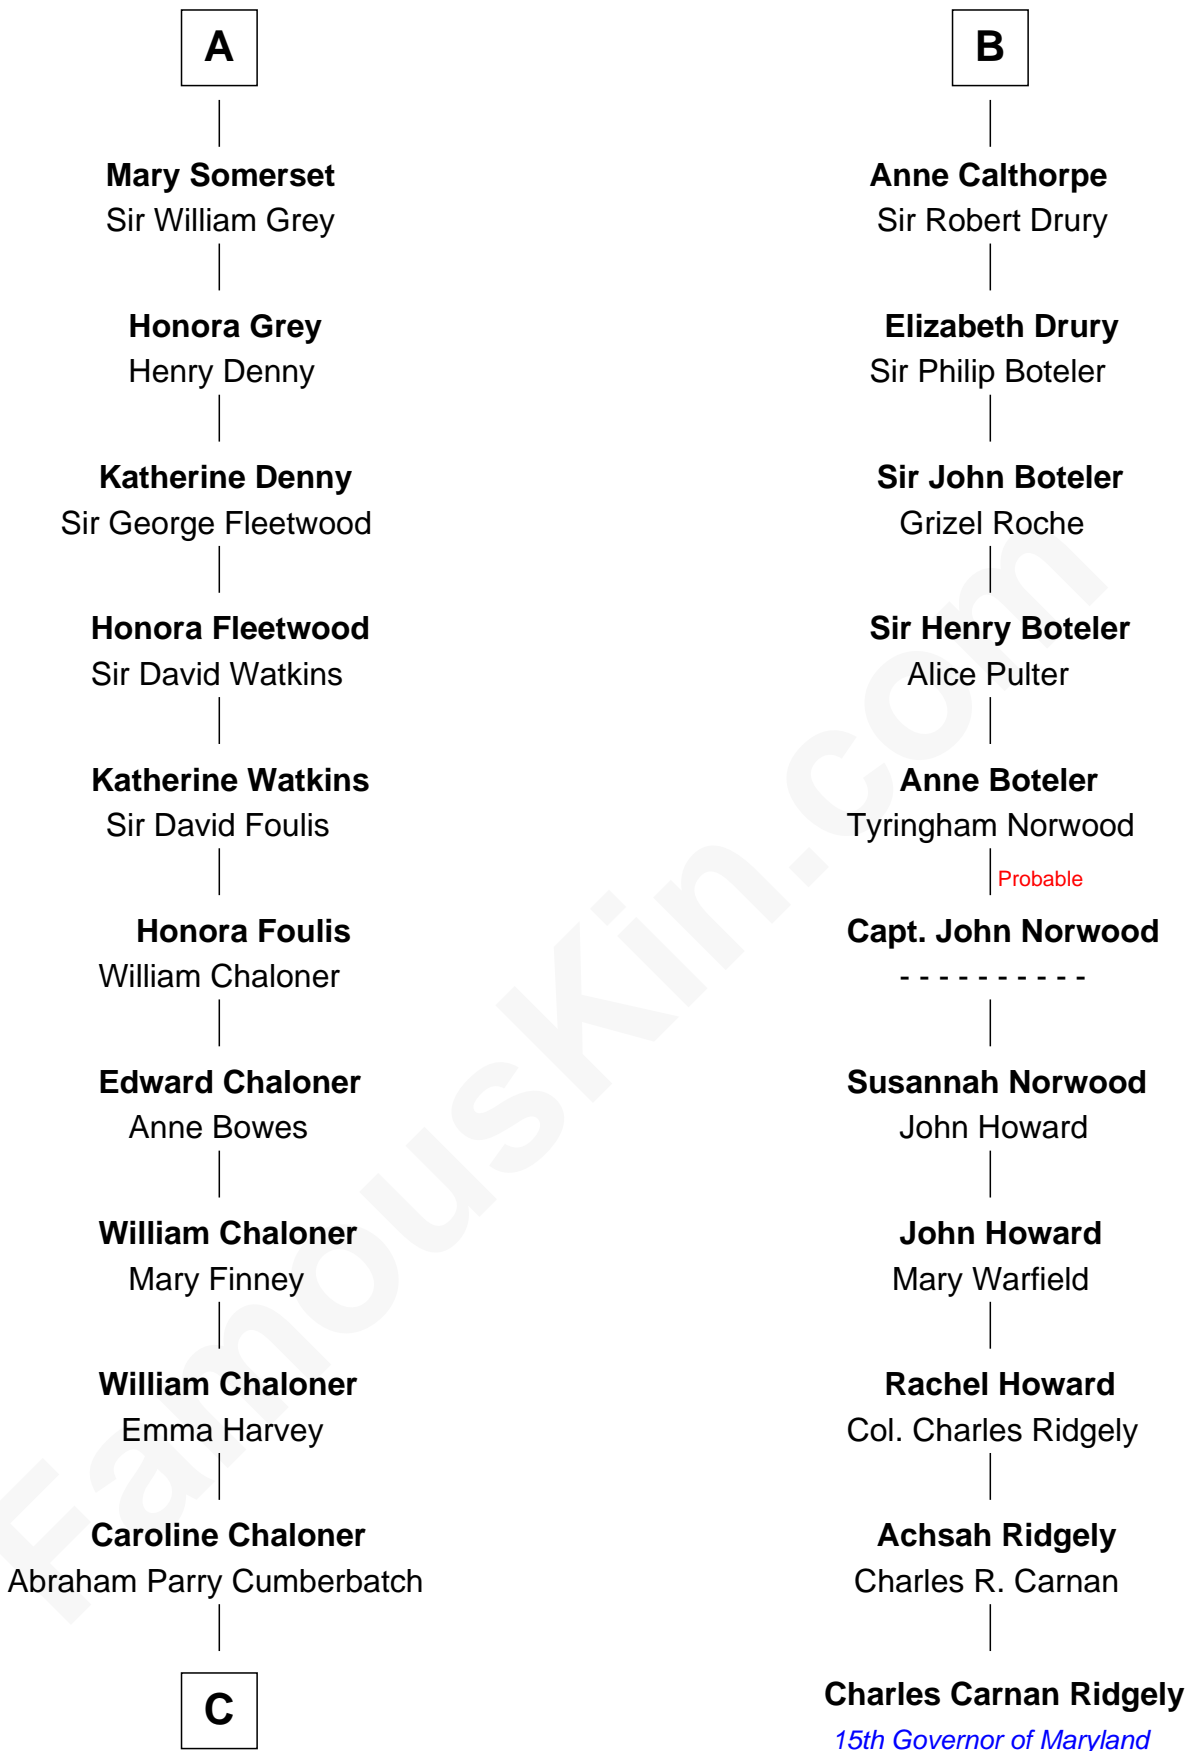 A
Mary Somerset
Sir William Grey
Honora Grey
Henry Denny
Katherine Denny
Sir George Fleetwood
Honora Fleetwood
Sir David Watkins
Katherine Watkins
Sir David Foulis
Honora Foulis
William Chaloner
Edward Chaloner
Anne Bowes
William Chaloner
Mary Finney
William Chaloner
Emma Harvey
Caroline Chaloner
Abraham Parry Cumberbatch
C
B
Anne Calthorpe
Sir Robert Drury
Elizabeth Drury
Sir Philip Boteler
Sir John Boteler
Grizel Roche
Sir Henry Boteler
Alice Pulter
Anne Boteler
Tyringham Norwood
Probable
Capt. John Norwood
- - - - - - - - - -
Susannah Norwood
John Howard
John Howard
Mary Warfield
Rachel Howard
Col. Charles Ridgely
Achsah Ridgely
Charles R. Carnan
Charles Carnan Ridgely
15th Governor of Maryland
FamousKin.com